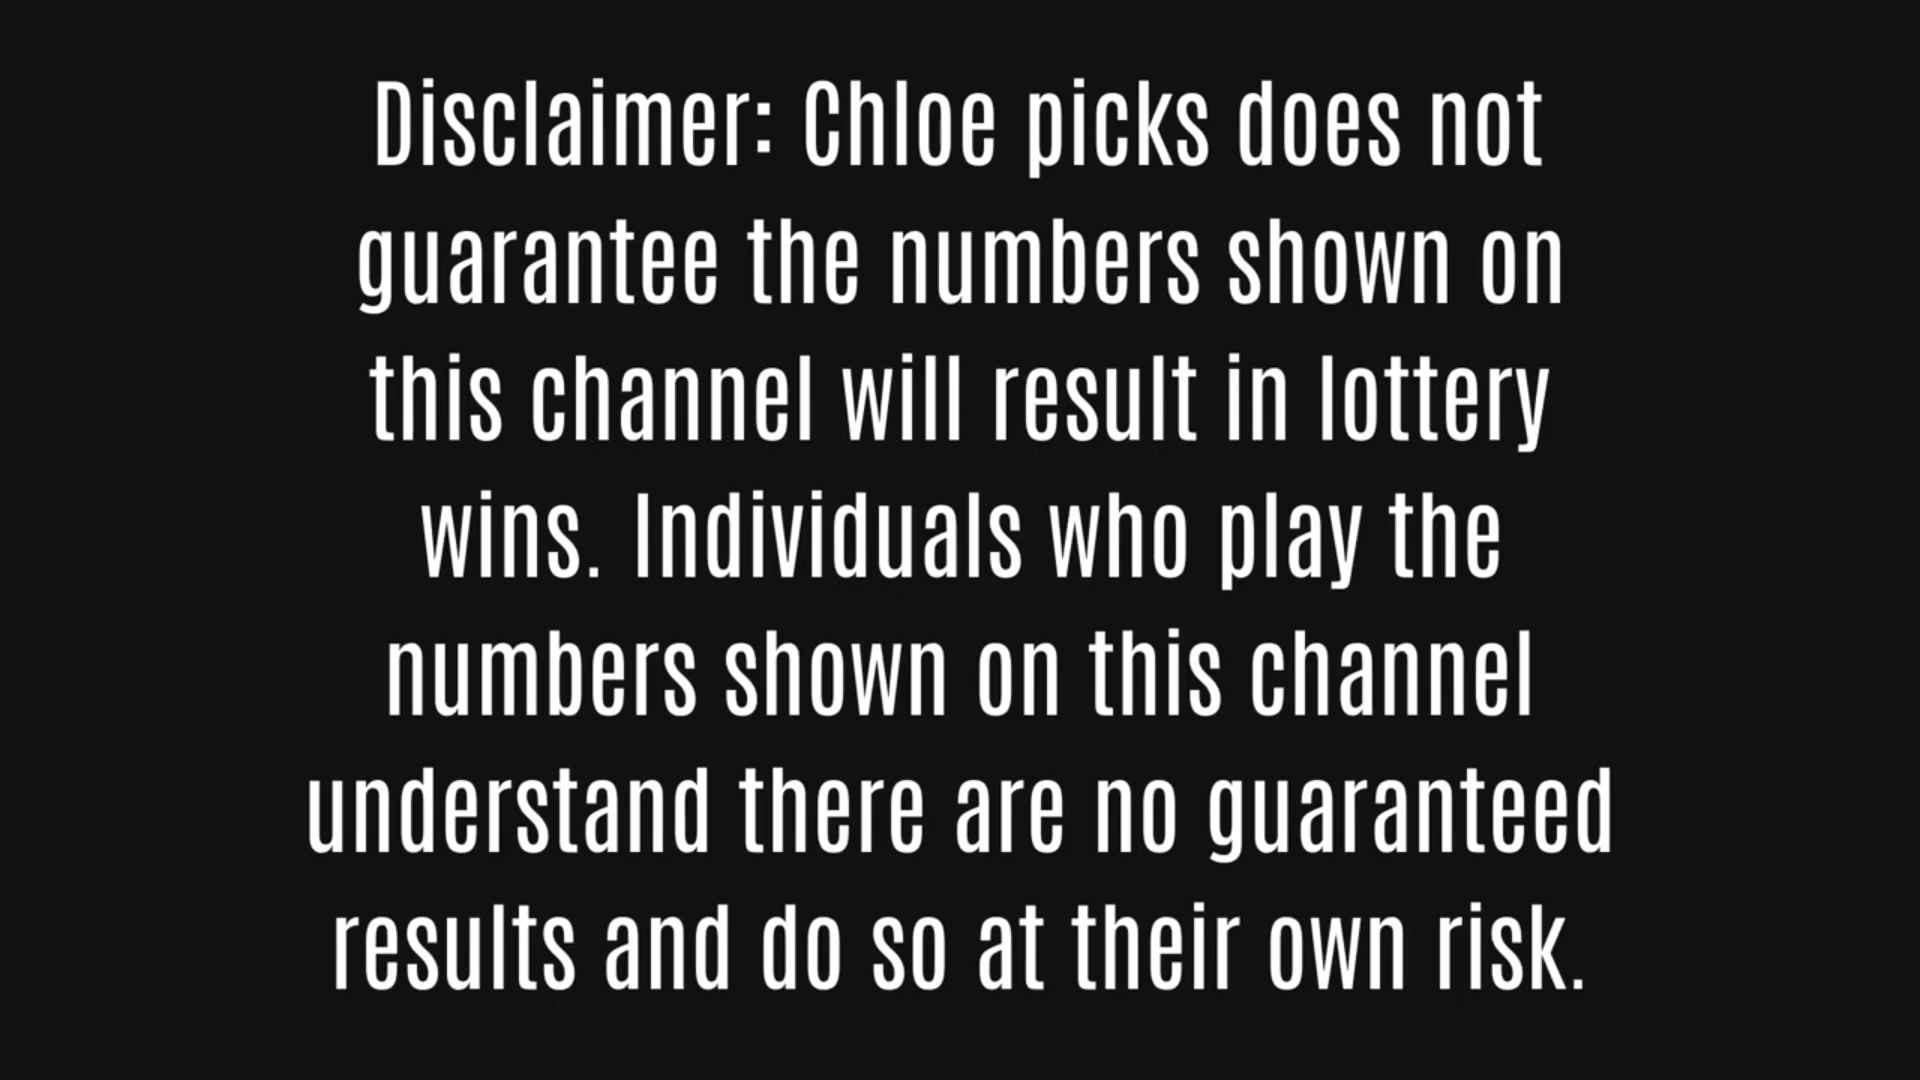 Disclaimer: Chloe picks does not
guarantee the numbers shown on
this channel will result in lottery
wins. Individuals who play the
numbers shown on this channel
understand there are no guaranteed
results and do so at their own risk.